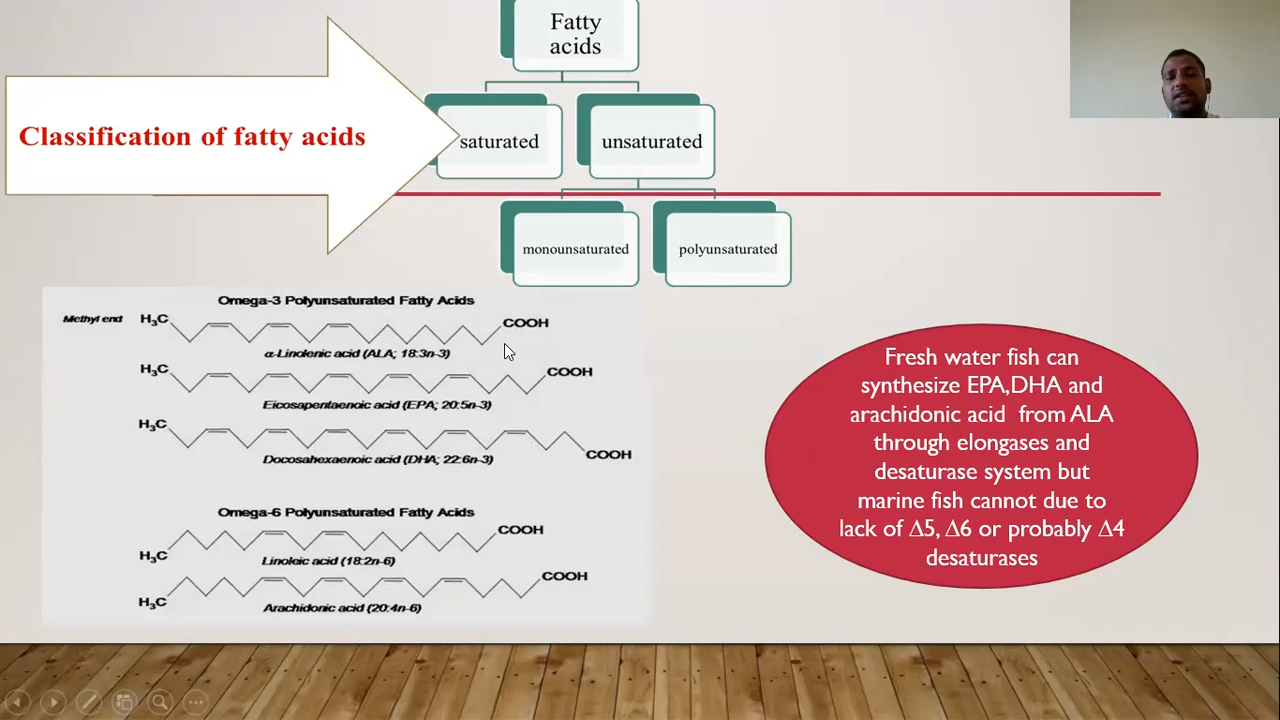 Fatty
acids
Classification of fatty acids
saturated
unsaturated
monounsaturated
polyunsaturated
Omega-3 Polyunsaturated Fatty Acids
Methyl end
H₃C
COOH
α-Linolenic acid (ALA; 18:3n-3)
H₃C
COOH
Eicosapentaenoic acid (EPA; 20:5n-3)
H₃C
COOH
Docosahexaenoic acid (DHA; 22:6n-3)
Omega-6 Polyunsaturated Fatty Acids
COOH
H₃C
Linoleic acid (18:2n-6)
COOH
H₃C
Arachidonic acid (20:4n-6)
Fresh water fish can
synthesize EPA,DHA and
arachidonic acid from ALA
through elongases and
desaturase system but
marine fish cannot due to
lack of Δ5, Δ6 or probably Δ4
desaturases